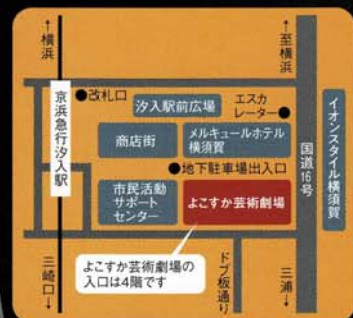 ←横浜
←至横浜
●改札口
汐入駅前広場
エスカ
レーター●
京浜急行汐入駅
商店街
メルキュールホテル
横須賀
国道16号
イオンスタイル横須賀
●地下駐車場出入口
市民活動
サポート
センター
よこすか芸術劇場
よこすか芸術劇場の
入口は4階です
三崎口→
ドブ板通り
三浦→